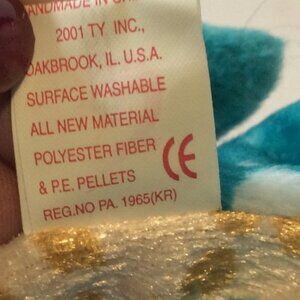 HANDMADE IN
2001 TY INC.,
OAKBROOK, IL. U.S.A.
SURFACE WASHABLE
ALL NEW MATERIAL
POLYESTER FIBER
& P.E. PELLETS
CE
REG.NO PA. 1965(KR)